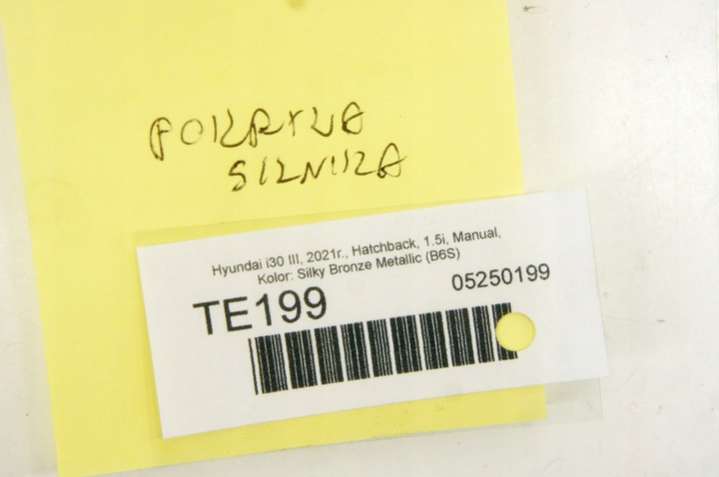 POKRYWA
SILNIKA
Hyundai i30 III, 2021r., Hatchback, 1.5i, Manual,
Kolor: Silky Bronze Metallic (B6S)
TE199
05250199